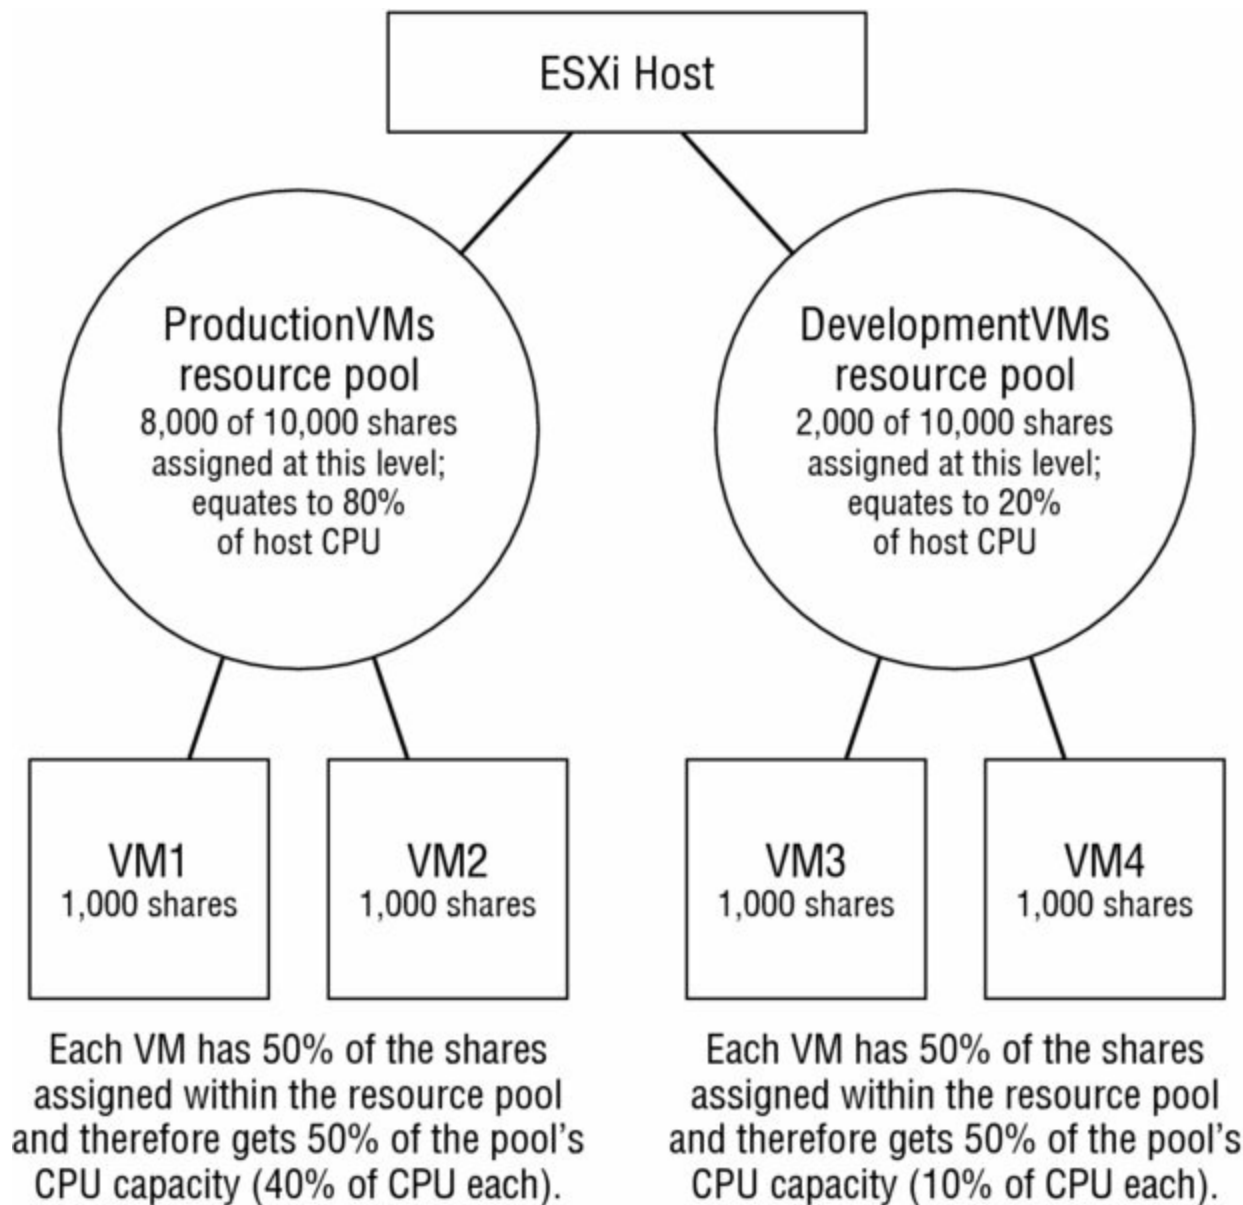 ESXi Host
ProductionVMs
resource pool
8,000 of 10,000 shares
assigned at this level;
equates to 80%
of host CPU
DevelopmentVMs
resource pool
2,000 of 10,000 shares
assigned at this level;
equates to 20%
of host CPU
VM1
1,000 shares
VM2
1,000 shares
VM3
1,000 shares
VM4
1,000 shares
Each VM has 50% of the shares
assigned within the resource pool
and therefore gets 50% of the pool’s
CPU capacity (40% of CPU each).
Each VM has 50% of the shares
assigned within the resource pool
and therefore gets 50% of the pool’s
CPU capacity (10% of CPU each).